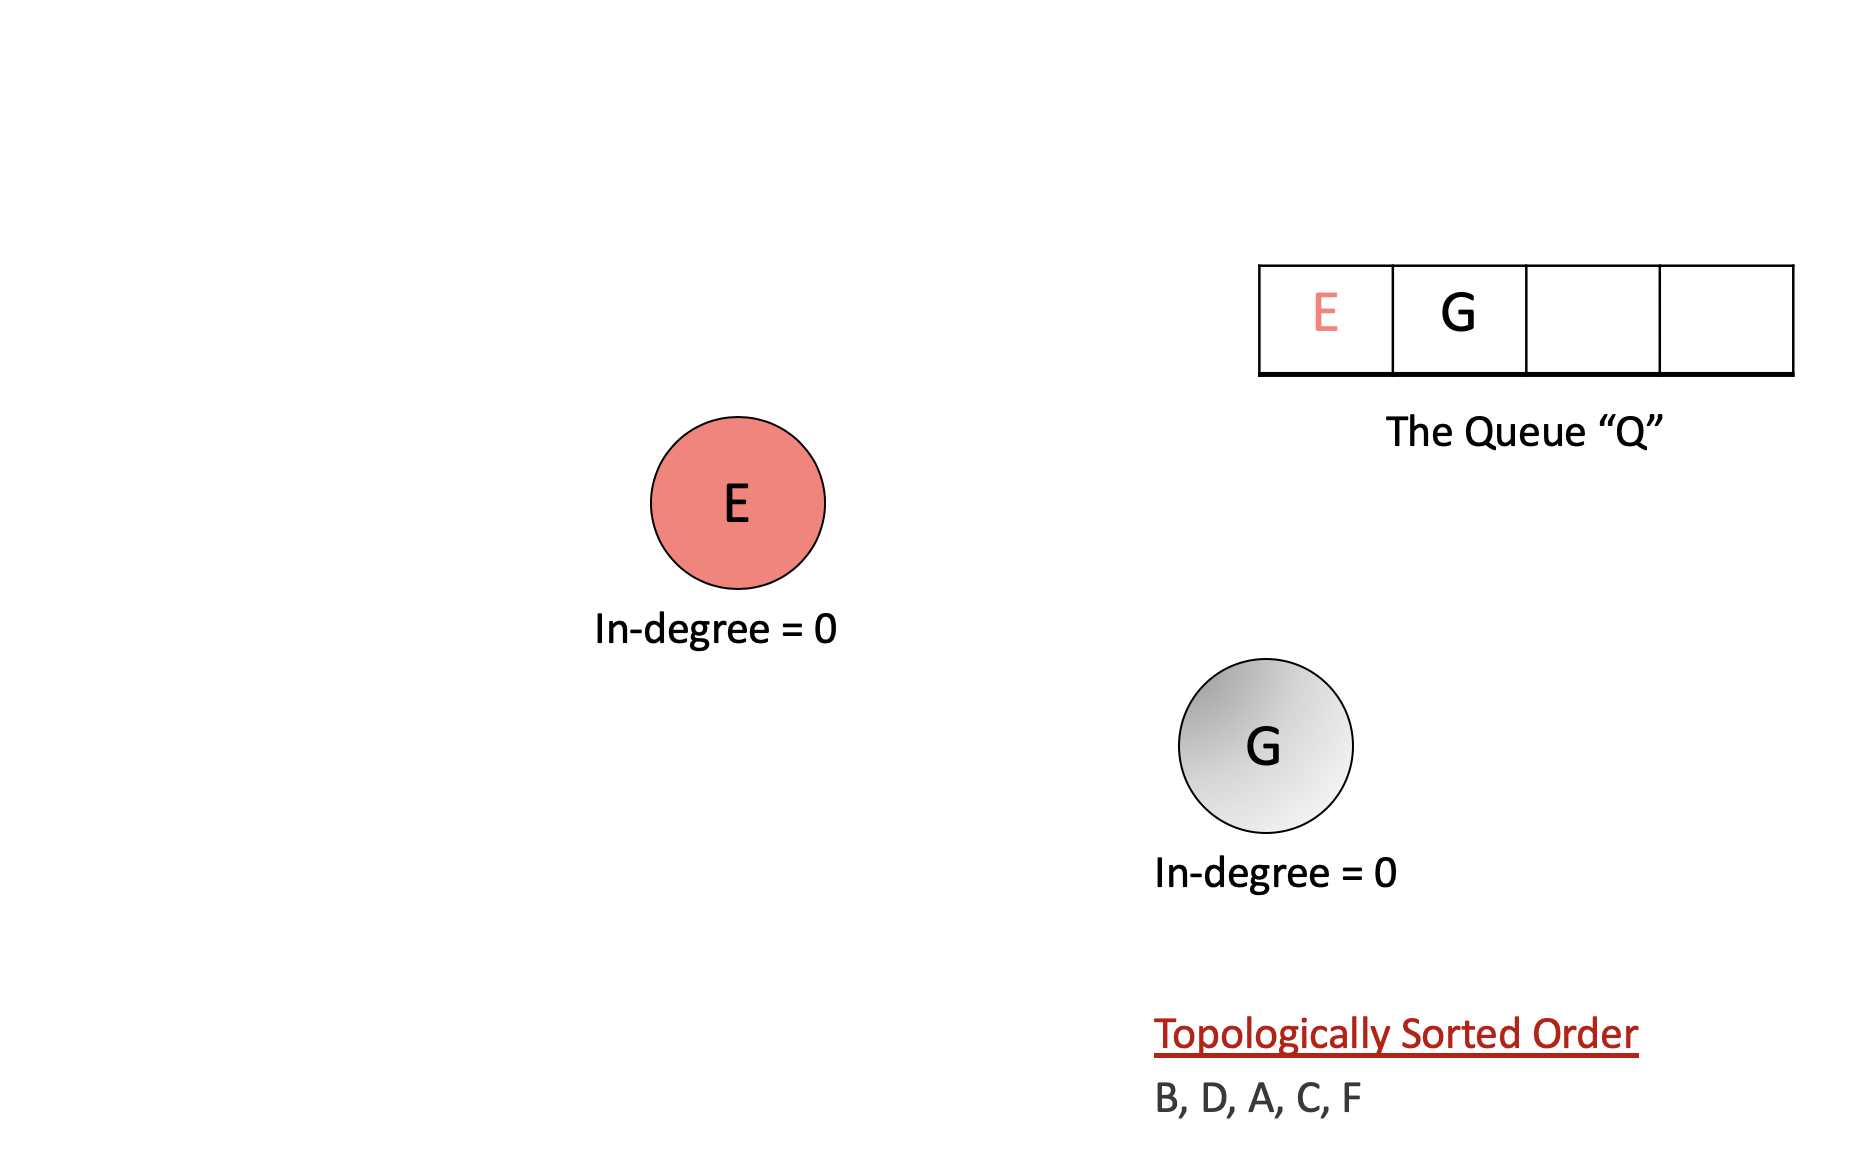 E G
The Queue “Q”
E
In-degree = 0
G
In-degree = 0
Topologically Sorted Order
B, D, A, C, F